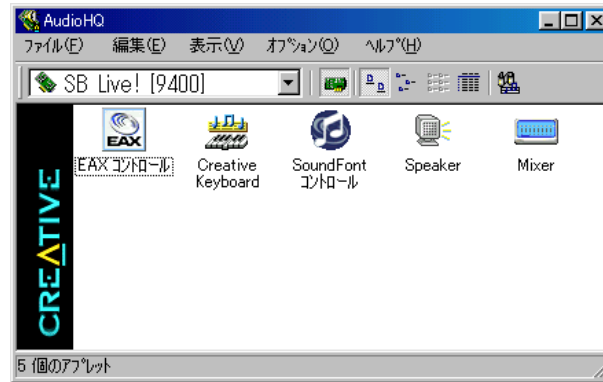 AudioHQ
ﾌｧｲﾙ(F) 編集(E) 表示(V) ｵﾌﾟｼｮﾝ(O) ﾍﾙﾌﾟ(H)
SB Live! [9400]
EAX
EAX ｺﾝﾄﾛｰﾙ
Creative
Keyboard
SoundFont
ｺﾝﾄﾛｰﾙ
Speaker
Mixer
CREATIVE
5 個のｱﾌﾟﾚｯﾄ